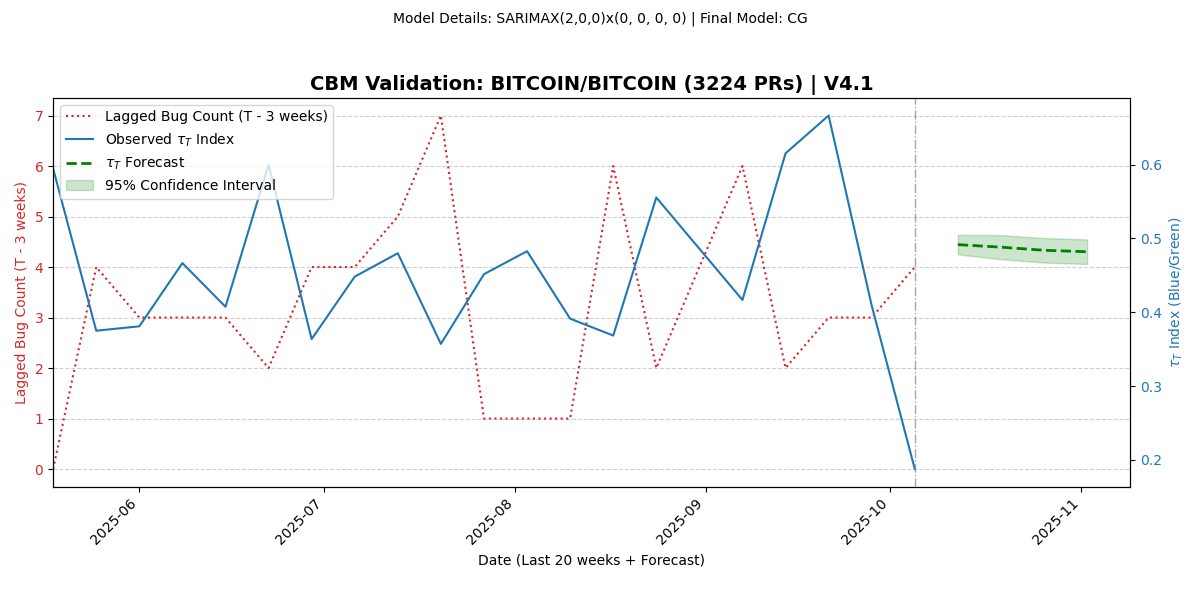 Model Details: SARIMAX(2,0,0)x(0, 0, 0, 0) | Final Model: CG
CBM Validation: BITCOIN/BITCOIN (3224 PRs) | V4.1
Lagged Bug Count (T - 3 weeks)
Observed τ_T Index
τ_T Forecast
95% Confidence Interval
Lagged Bug Count (T - 3 weeks)
7
6
5
4
3
2
1
0
0.6
0.5
0.4
0.3
0.2
τ_T Index (Blue/Green)
2025-06
2025-07
2025-08
2025-09
2025-10
2025-11
Date (Last 20 weeks + Forecast)